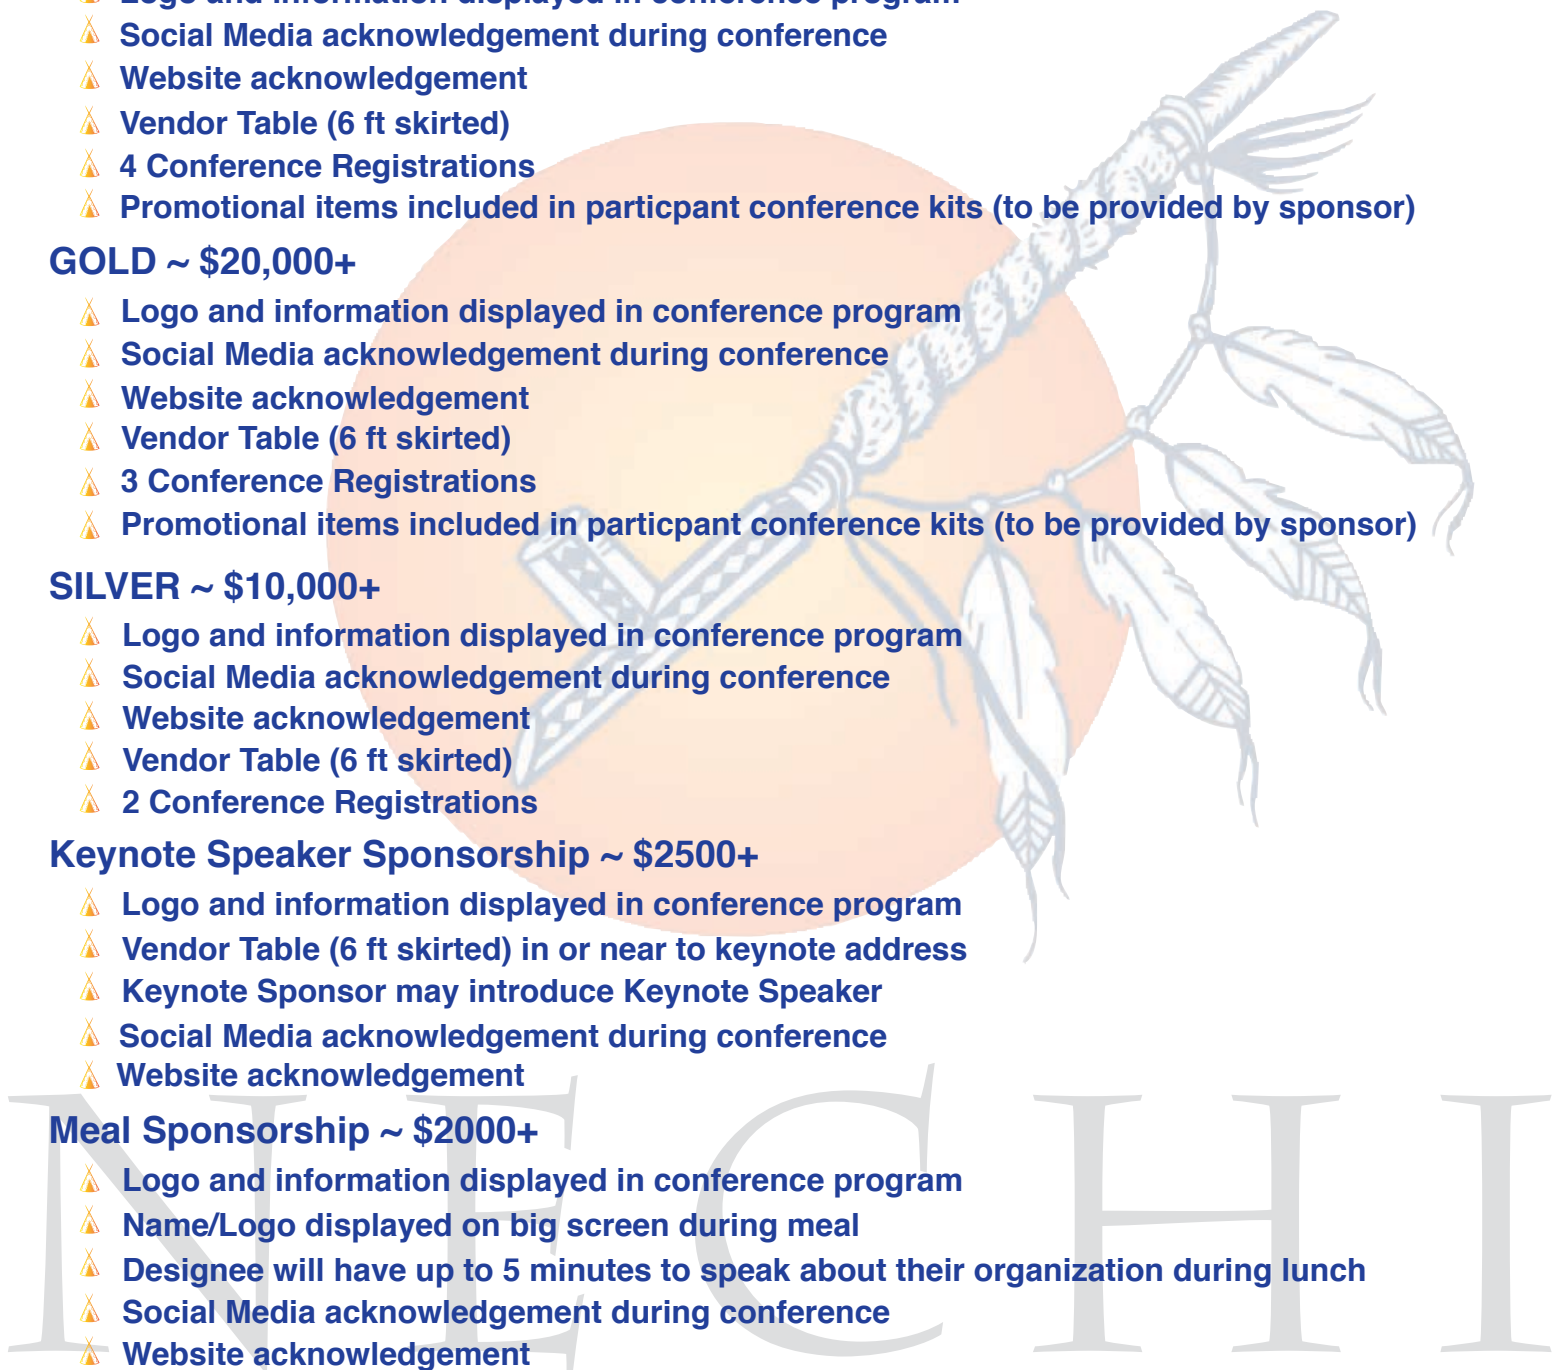 Logo and information displayed in conference program
Social Media acknowledgement during conference
Website acknowledgement
Vendor Table (6 ft skirted)
4 Conference Registrations
Promotional items included in particpant conference kits (to be provided by sponsor)
GOLD ~ $20,000+
Logo and information displayed in conference program
Social Media acknowledgement during conference
Website acknowledgement
Vendor Table (6 ft skirted)
3 Conference Registrations
Promotional items included in particpant conference kits (to be provided by sponsor)
SILVER ~ $10,000+
Logo and information displayed in conference program
Social Media acknowledgement during conference
Website acknowledgement
Vendor Table (6 ft skirted)
2 Conference Registrations
Keynote Speaker Sponsorship ~ $2500+
Logo and information displayed in conference program
Vendor Table (6 ft skirted) in or near to keynote address
Keynote Sponsor may introduce Keynote Speaker
Social Media acknowledgement during conference
Website acknowledgement
Meal Sponsorship ~ $2000+
Logo and information displayed in conference program
Name/Logo displayed on big screen during meal
Designee will have up to 5 minutes to speak about their organization during lunch
Social Media acknowledgement during conference
Website acknowledgement
NECHI